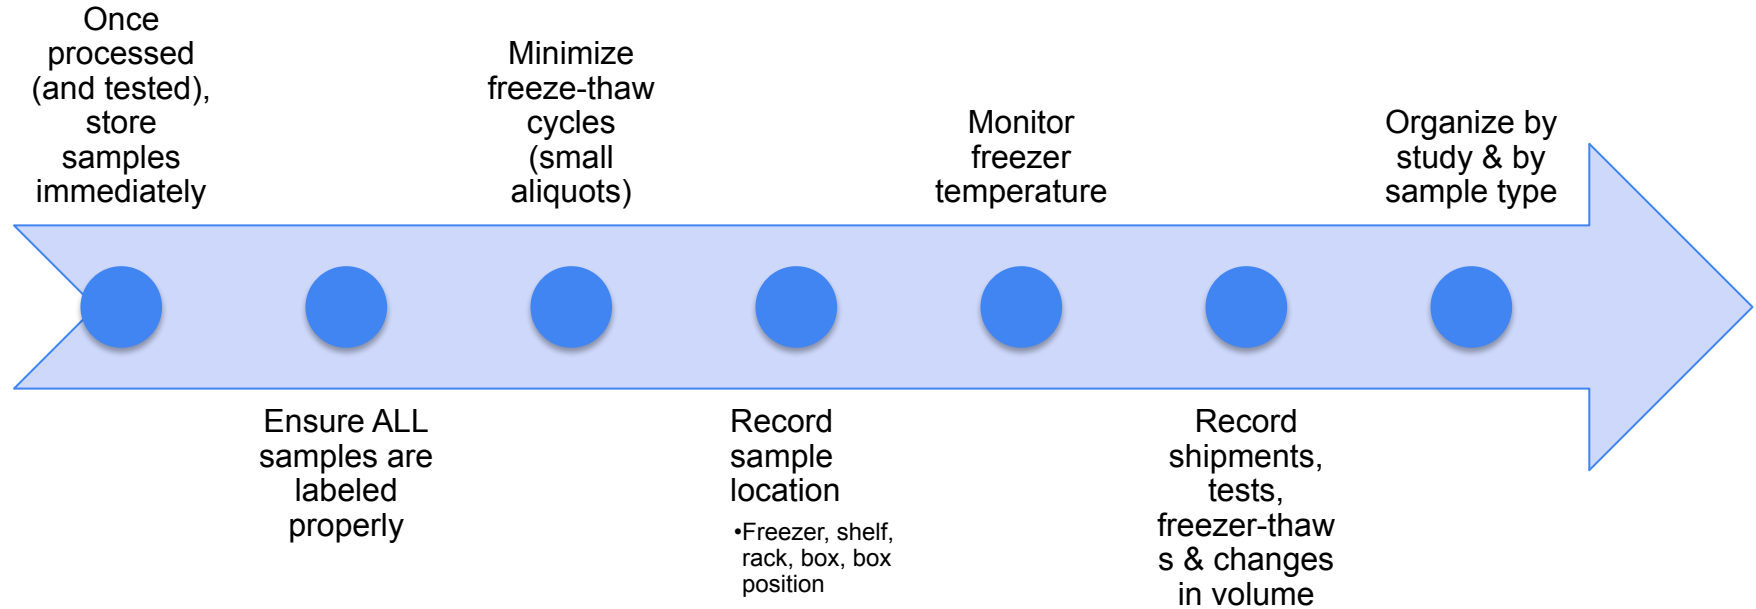 Once
processed
(and tested),
store
samples
immediately
Ensure ALL
samples are
labeled
properly
Minimize
freeze-thaw
cycles
(small
aliquots)
Record
sample
location
•Freezer, shelf,
rack, box, box
position
Monitor
freezer
temperature
Record
shipments,
tests,
freezer-thaw
s & changes
in volume
Organize by
study & by
sample type